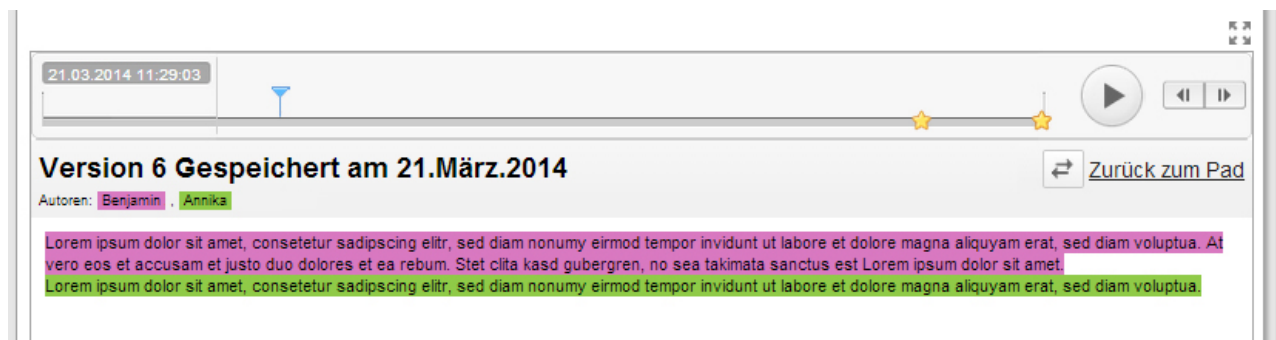 21.03.2014 11:29:03
Version 6 Gespeichert am 21.März.2014
Zurück zum Pad
Autoren: Benjamin , Annika
Lorem ipsum dolor sit amet, consetetur sadipscing elitr, sed diam nonumy eirmod tempor invidunt ut labore et dolore magna aliquyam erat, sed diam voluptua. At
vero eos et accusam et justo duo dolores et ea rebum. Stet clita kasd gubergren, no sea takimata sanctus est Lorem ipsum dolor sit amet.
Lorem ipsum dolor sit amet, consetetur sadipscing elitr, sed diam nonumy eirmod tempor invidunt ut labore et dolore magna aliquyam erat, sed diam voluptua.